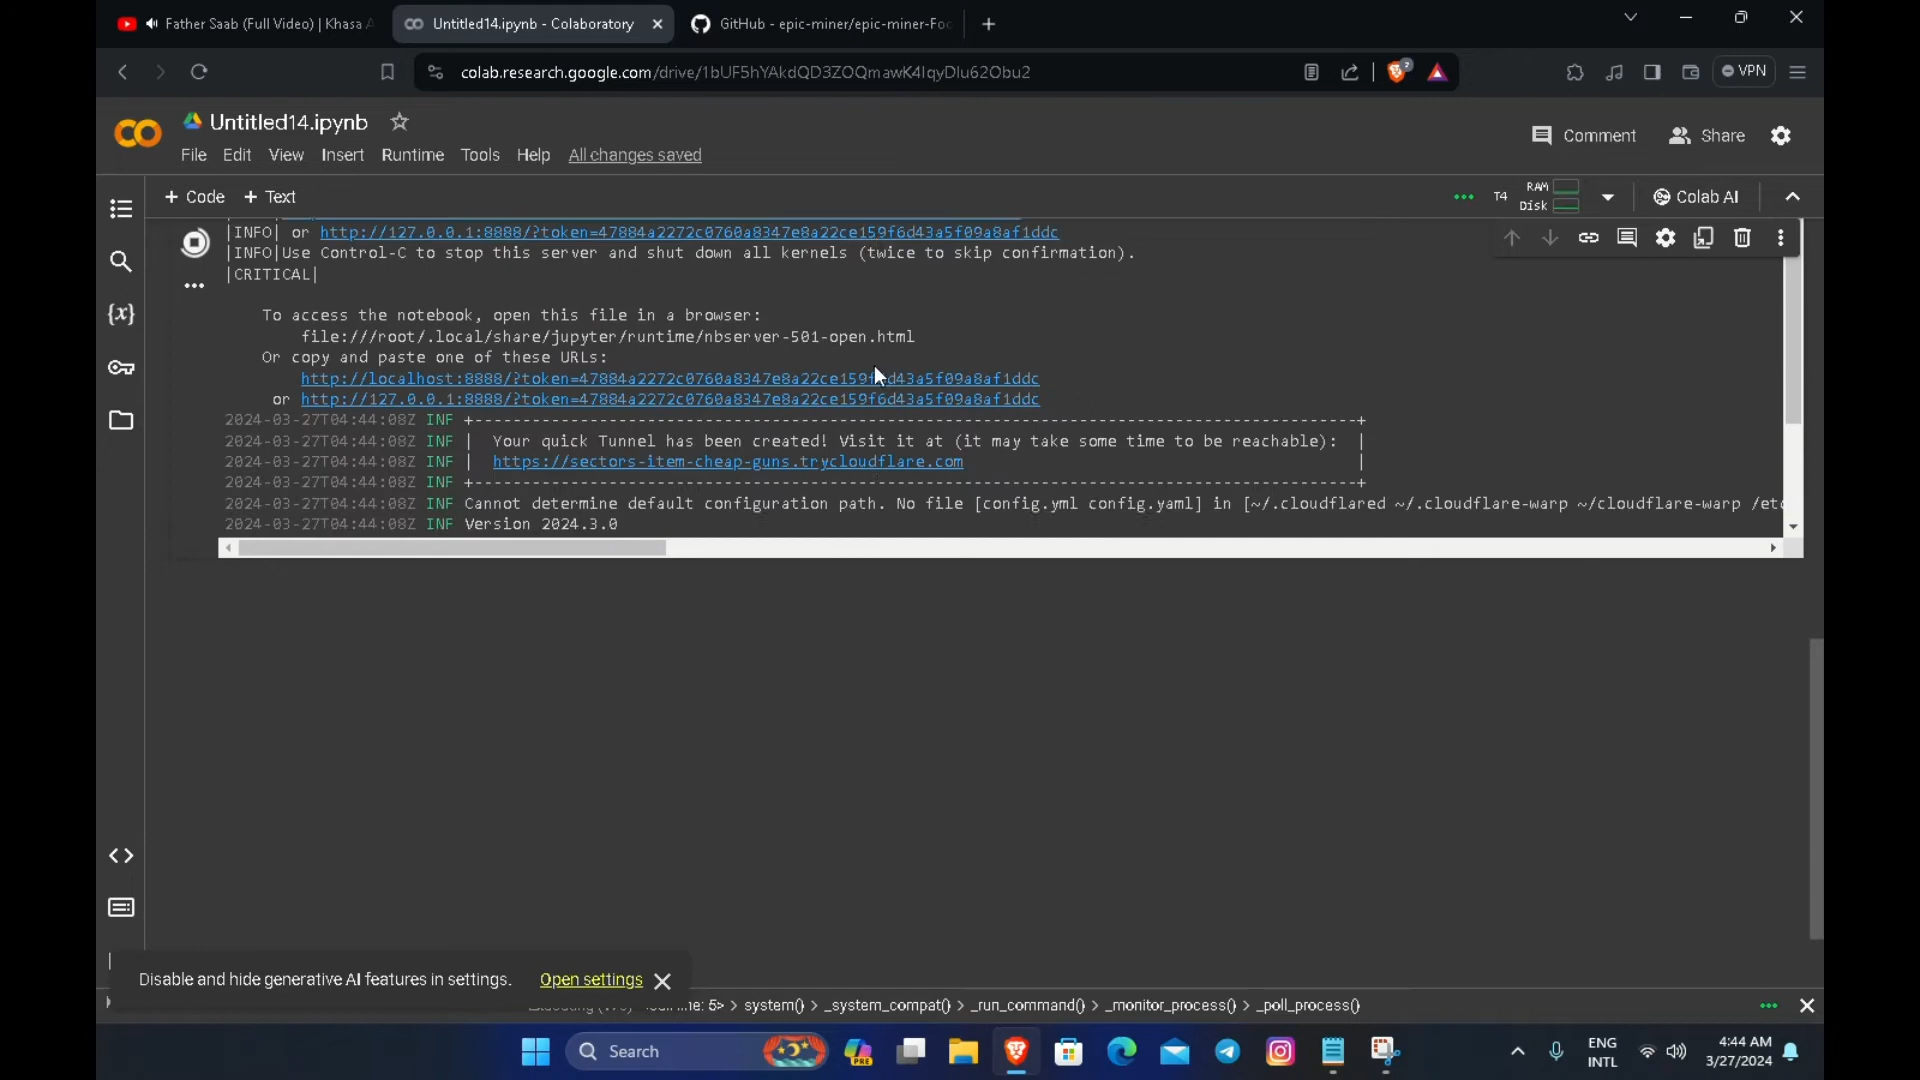 Father Saab (Full Video) | Khasa A
Untitled14.ipynb - Colaboratory
GitHub - epic-miner/epic-miner-Foo
colab.research.google.com/drive/1bUF5hYAkdQD3ZOQmawK4IqyDIu62Obu2
2
VPN
CO
Untitled14.ipynb
File Edit View Insert Runtime Tools Help All changes saved
Comment
Share
+ Code + Text
T4
RAM
Disk
Colab AI
|INFO| or http://127.0.0.1:8888/?token=47884a2272c0760a8347e8a22ce159f6d43a5f09a8af1ddc
|INFO|Use Control-C to stop this server and shut down all kernels (twice to skip confirmation).
|CRITICAL|
To access the notebook, open this file in a browser:
file:///root/.local/share/jupyter/runtime/nbserver-501-open.html
Or copy and paste one of these URLs:
http://localhost:8888/?token=47884a2272c0760a8347e8a22ce159f6d43a5f09a8af1ddc
or http://127.0.0.1:8888/?token=47884a2272c0760a8347e8a22ce159f6d43a5f09a8af1ddc
2024-03-27T04:44:08Z INF +--------------------------------------------------------------------------------------------+
2024-03-27T04:44:08Z INF | Your quick Tunnel has been created! Visit it at (it may take some time to be reachable): |
2024-03-27T04:44:08Z INF | https://sectors-item-cheap-guns.trycloudflare.com |
2024-03-27T04:44:08Z INF +--------------------------------------------------------------------------------------------+
2024-03-27T04:44:08Z INF Cannot determine default configuration path. No file [config.yml config.yaml] in [~/.cloudflared ~/.cloudflare-warp ~/cloudflare-warp /etc
2024-03-27T04:44:08Z INF Version 2024.3.0
{x}
Disable and hide generative AI features in settings. Open settings
5> > system() > _system_compat() > _run_command() > _monitor_process() > _poll_process()
Search
PRE
ENG
INTL
4:44 AM
3/27/2024